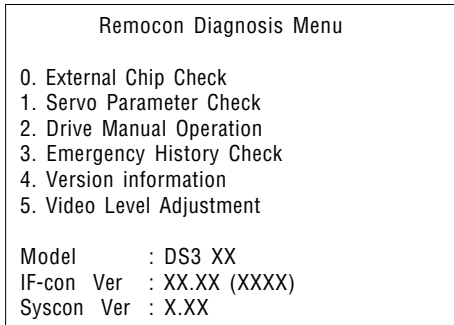 Remocon Diagnosis Menu
0. External Chip Check
1. Servo Parameter Check
2. Drive Manual Operation
3. Emergency History Check
4. Version information
5. Video Level Adjustment
Model : DS3 XX
IF-con Ver : XX.XX (XXXX)
Syscon Ver : X.XX